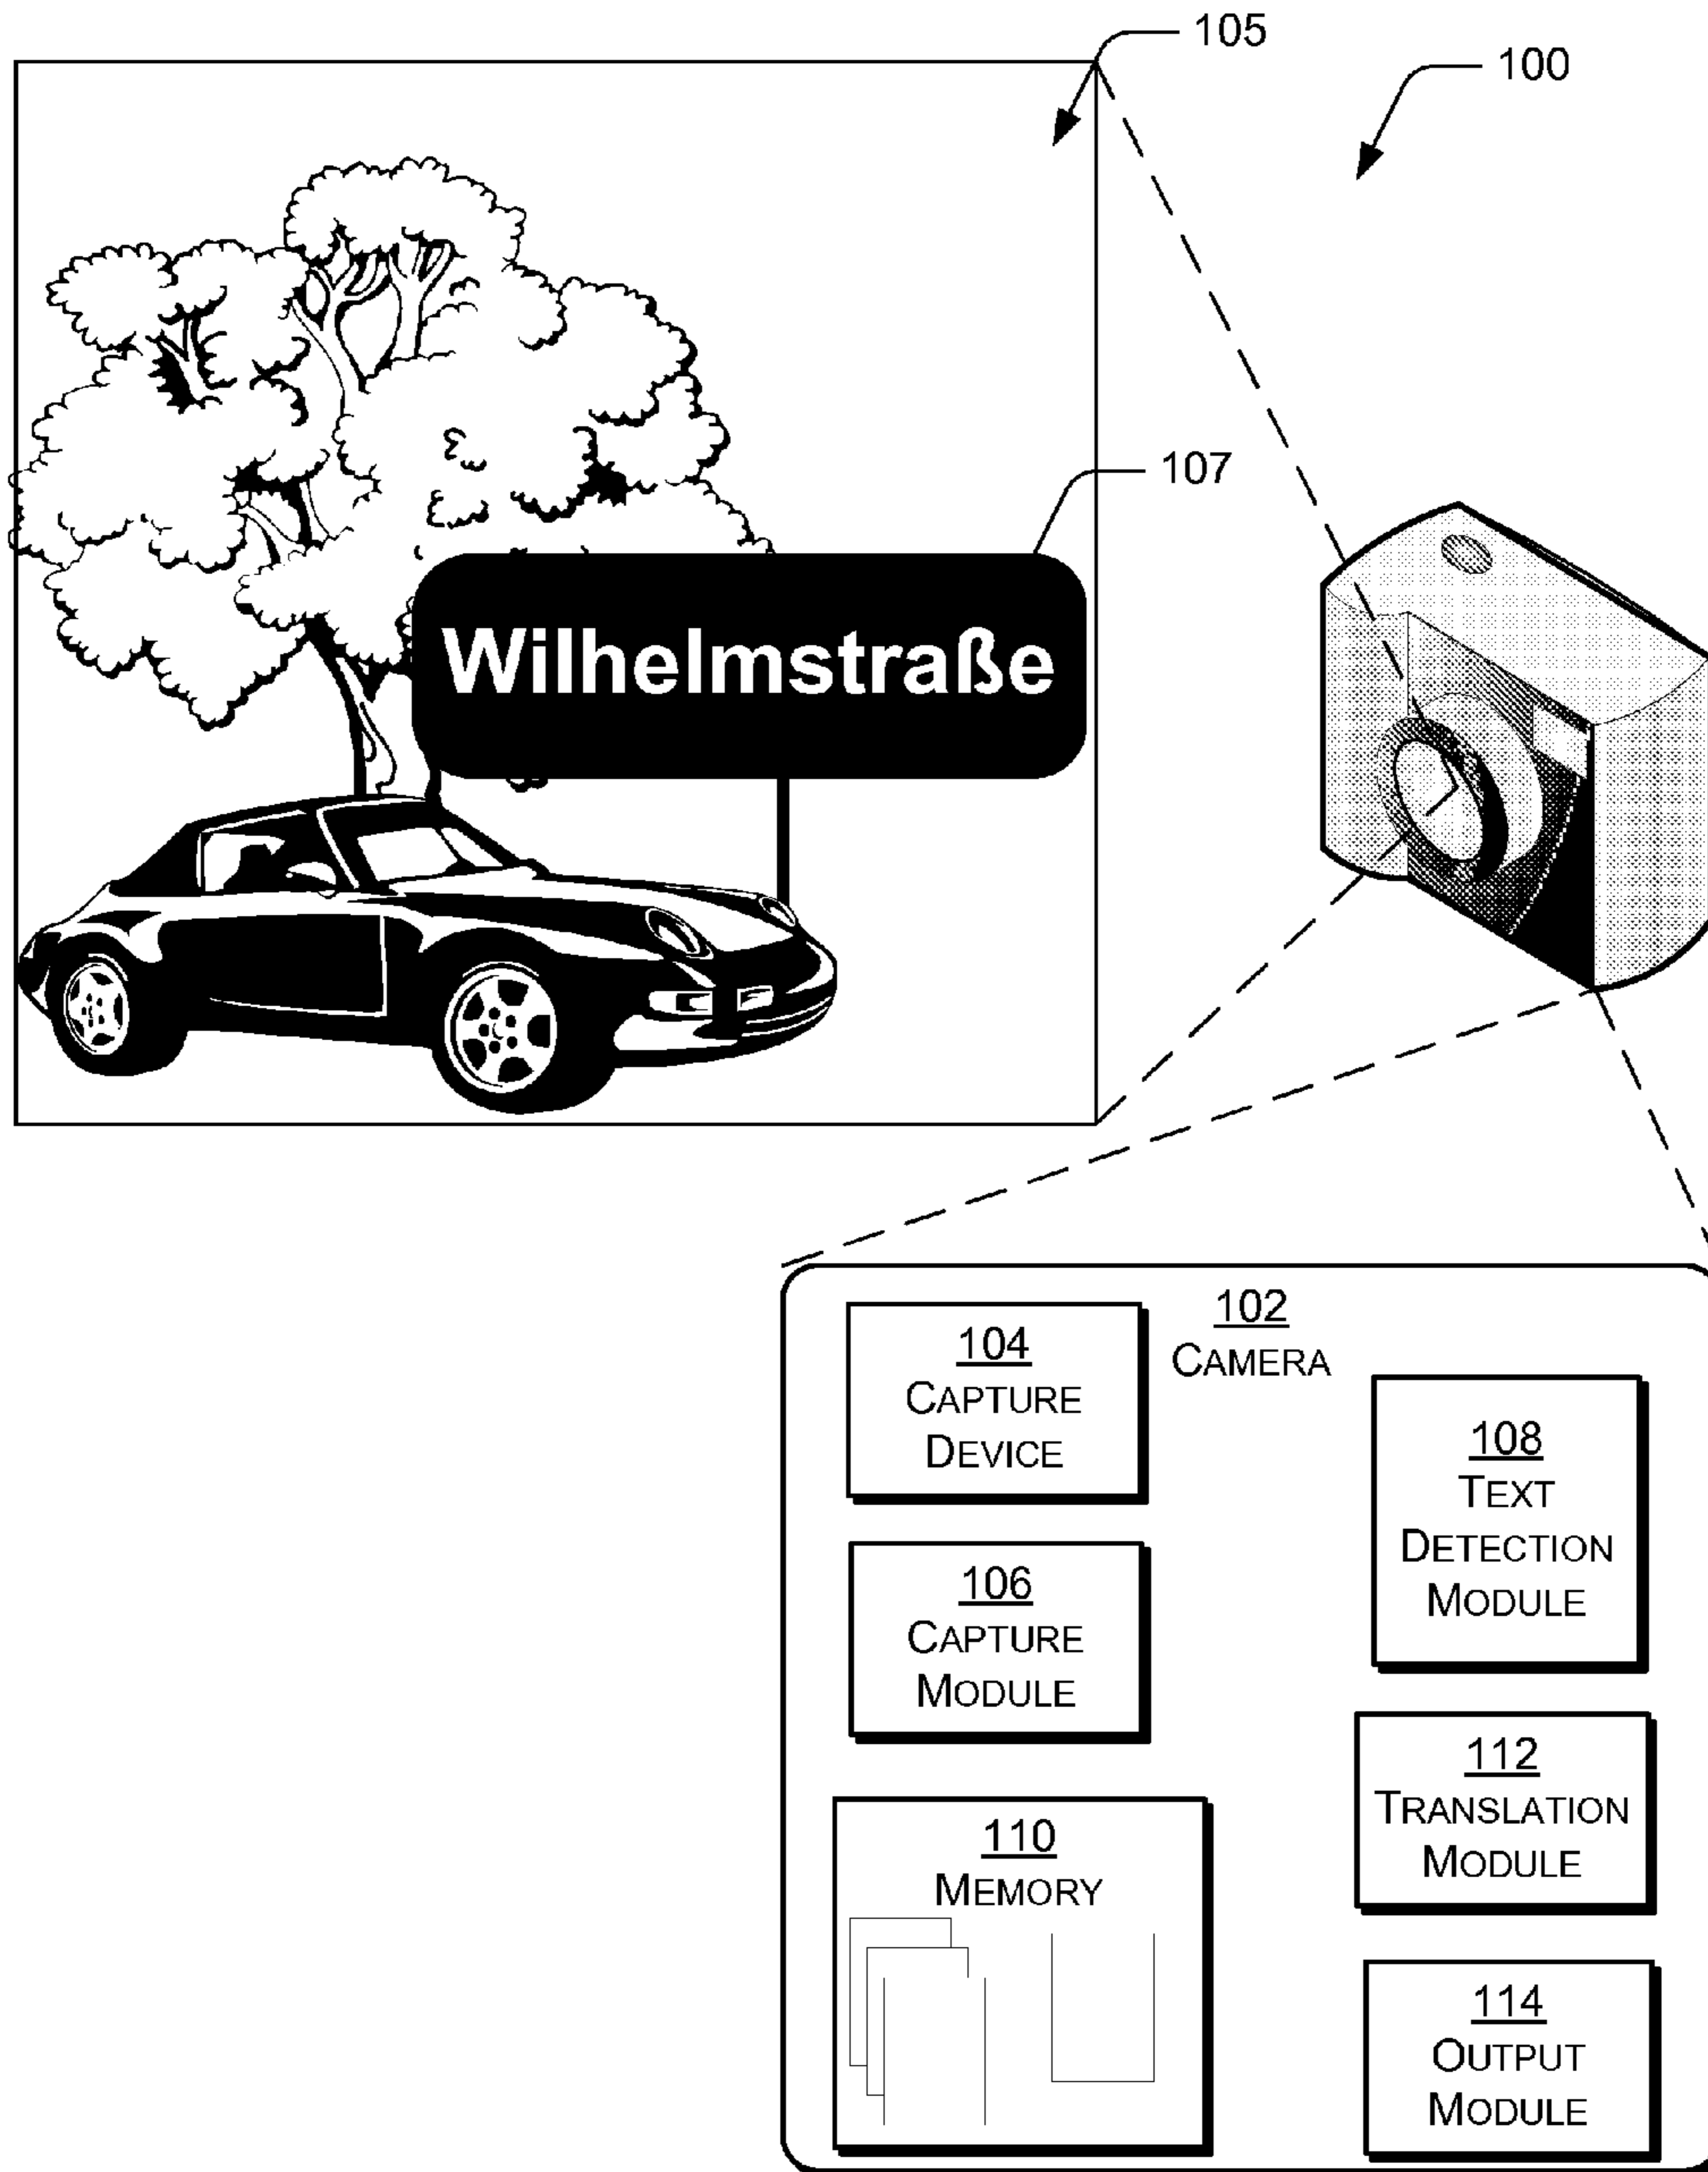 105
100
107
Wilhelmstraße
102
CAMERA
104
CAPTURE
DEVICE
108
TEXT
DETECTION
MODULE
106
CAPTURE
MODULE
112
TRANSLATION
MODULE
110
MEMORY
114
OUTPUT
MODULE